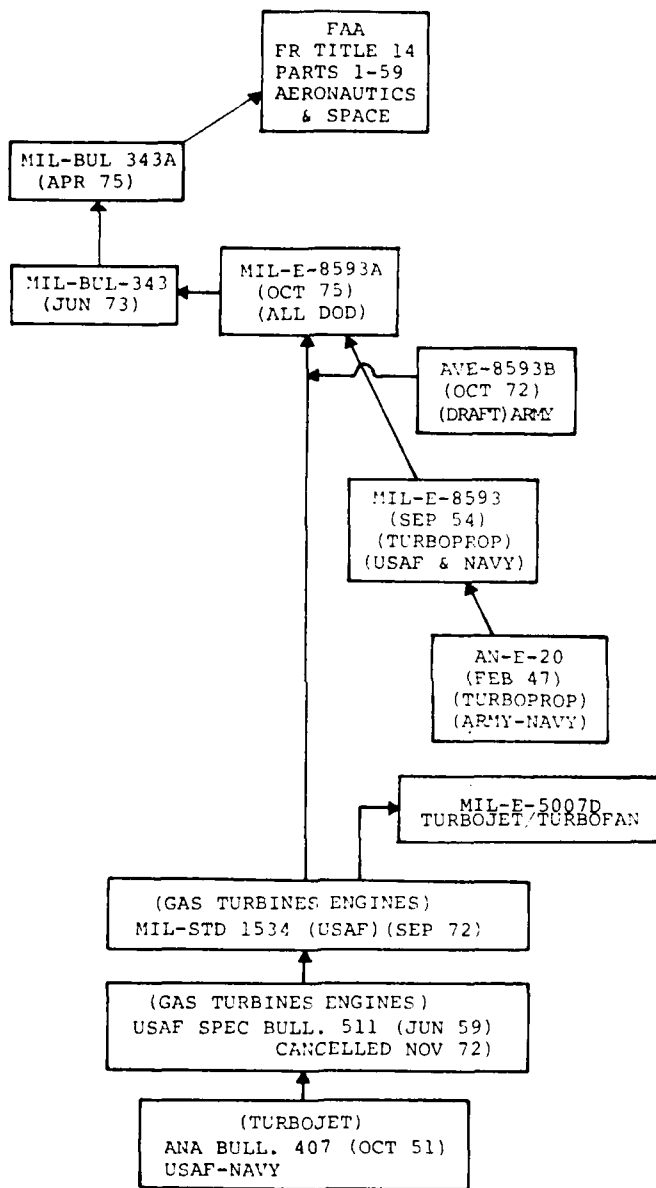 FAA
FR TITLE 14
PARTS 1-59
AERONAUTICS
& SPACE
MIL-BUL 343A
(APR 75)
MIL-BUL-343
(JUN 73)
MIL-E-8593A
(OCT 75)
(ALL DOD)
AVE-8593B
(OCT 72)
(DRAFT) ARMY
MIL-E-8593
(SEP 54)
(TURBOPROP)
(USAF & NAVY)
AN-E-20
(FEB 47)
(TURBOPROP)
(ARMY-NAVY)
MIL-E-5007D
TURBOJET/TURBOFAN
(GAS TURBINES ENGINES)
MIL-STD 1534 (USAF) (SEP 72)
(GAS TURBINES ENGINES)
USAF SPEC BULL. 511 (JUN 59)
CANCELLED NOV 72)
(TURBOJET)
ANA BULL. 407 (OCT 51)
USAF-NAVY